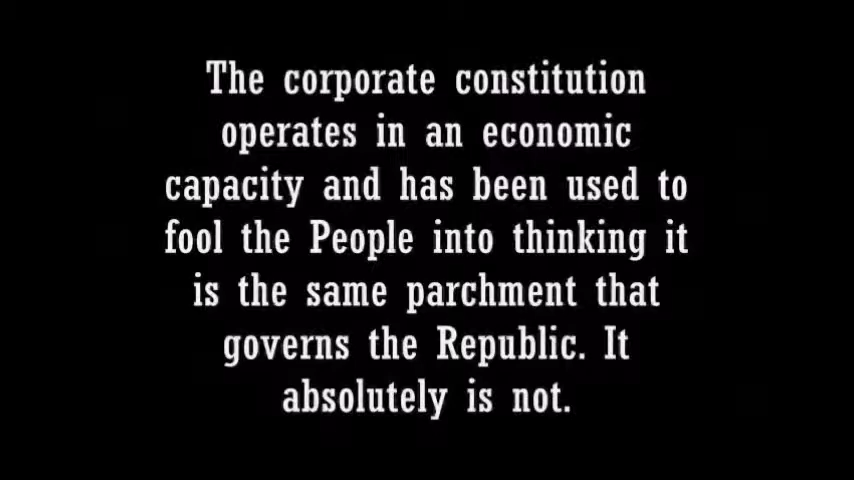 The corporate constitution
operates in an economic
capacity and has been used to
fool the People into thinking it
is the same parchment that
governs the Republic. It
absolutely is not.